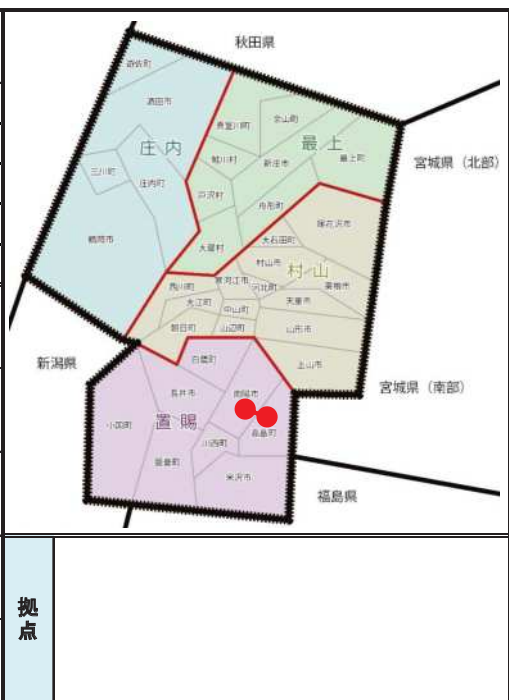 秋田県
遊佐町
酒田市
庄内
三川町
庄内町
鶴岡市
真室川町
金山町
最上
鮭川村
新庄市
最上町
戸沢村
舟形町
大蔵村
宮城県（北部）
尾花沢市
大石田町
村山市
村山
西川町
寒河江市
河北町
東根市
大江町
中山町
天童市
朝日町
山辺町
山形市
上山市
新潟県
宮城県（南部）
白鷹町
長井市
南陽市
置賜
小国町
高畠町
川西町
飯豊町
米沢市
福島県
拠点